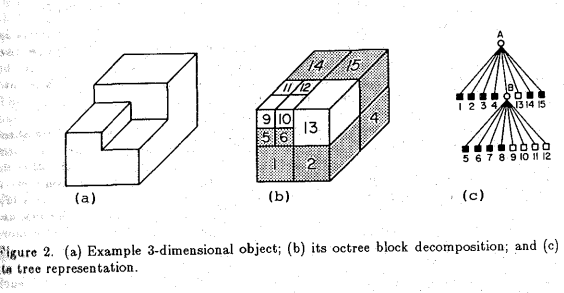 14 15
11 12
9 10
5 6
13
4
1 2
A
B
1 2 3 4 13 14 15
5 6 7 8 9 10 11 12
(a) (b) (c)
Figure 2. (a) Example 3-dimensional object; (b) its octree block decomposition; and (c)
tree representation.